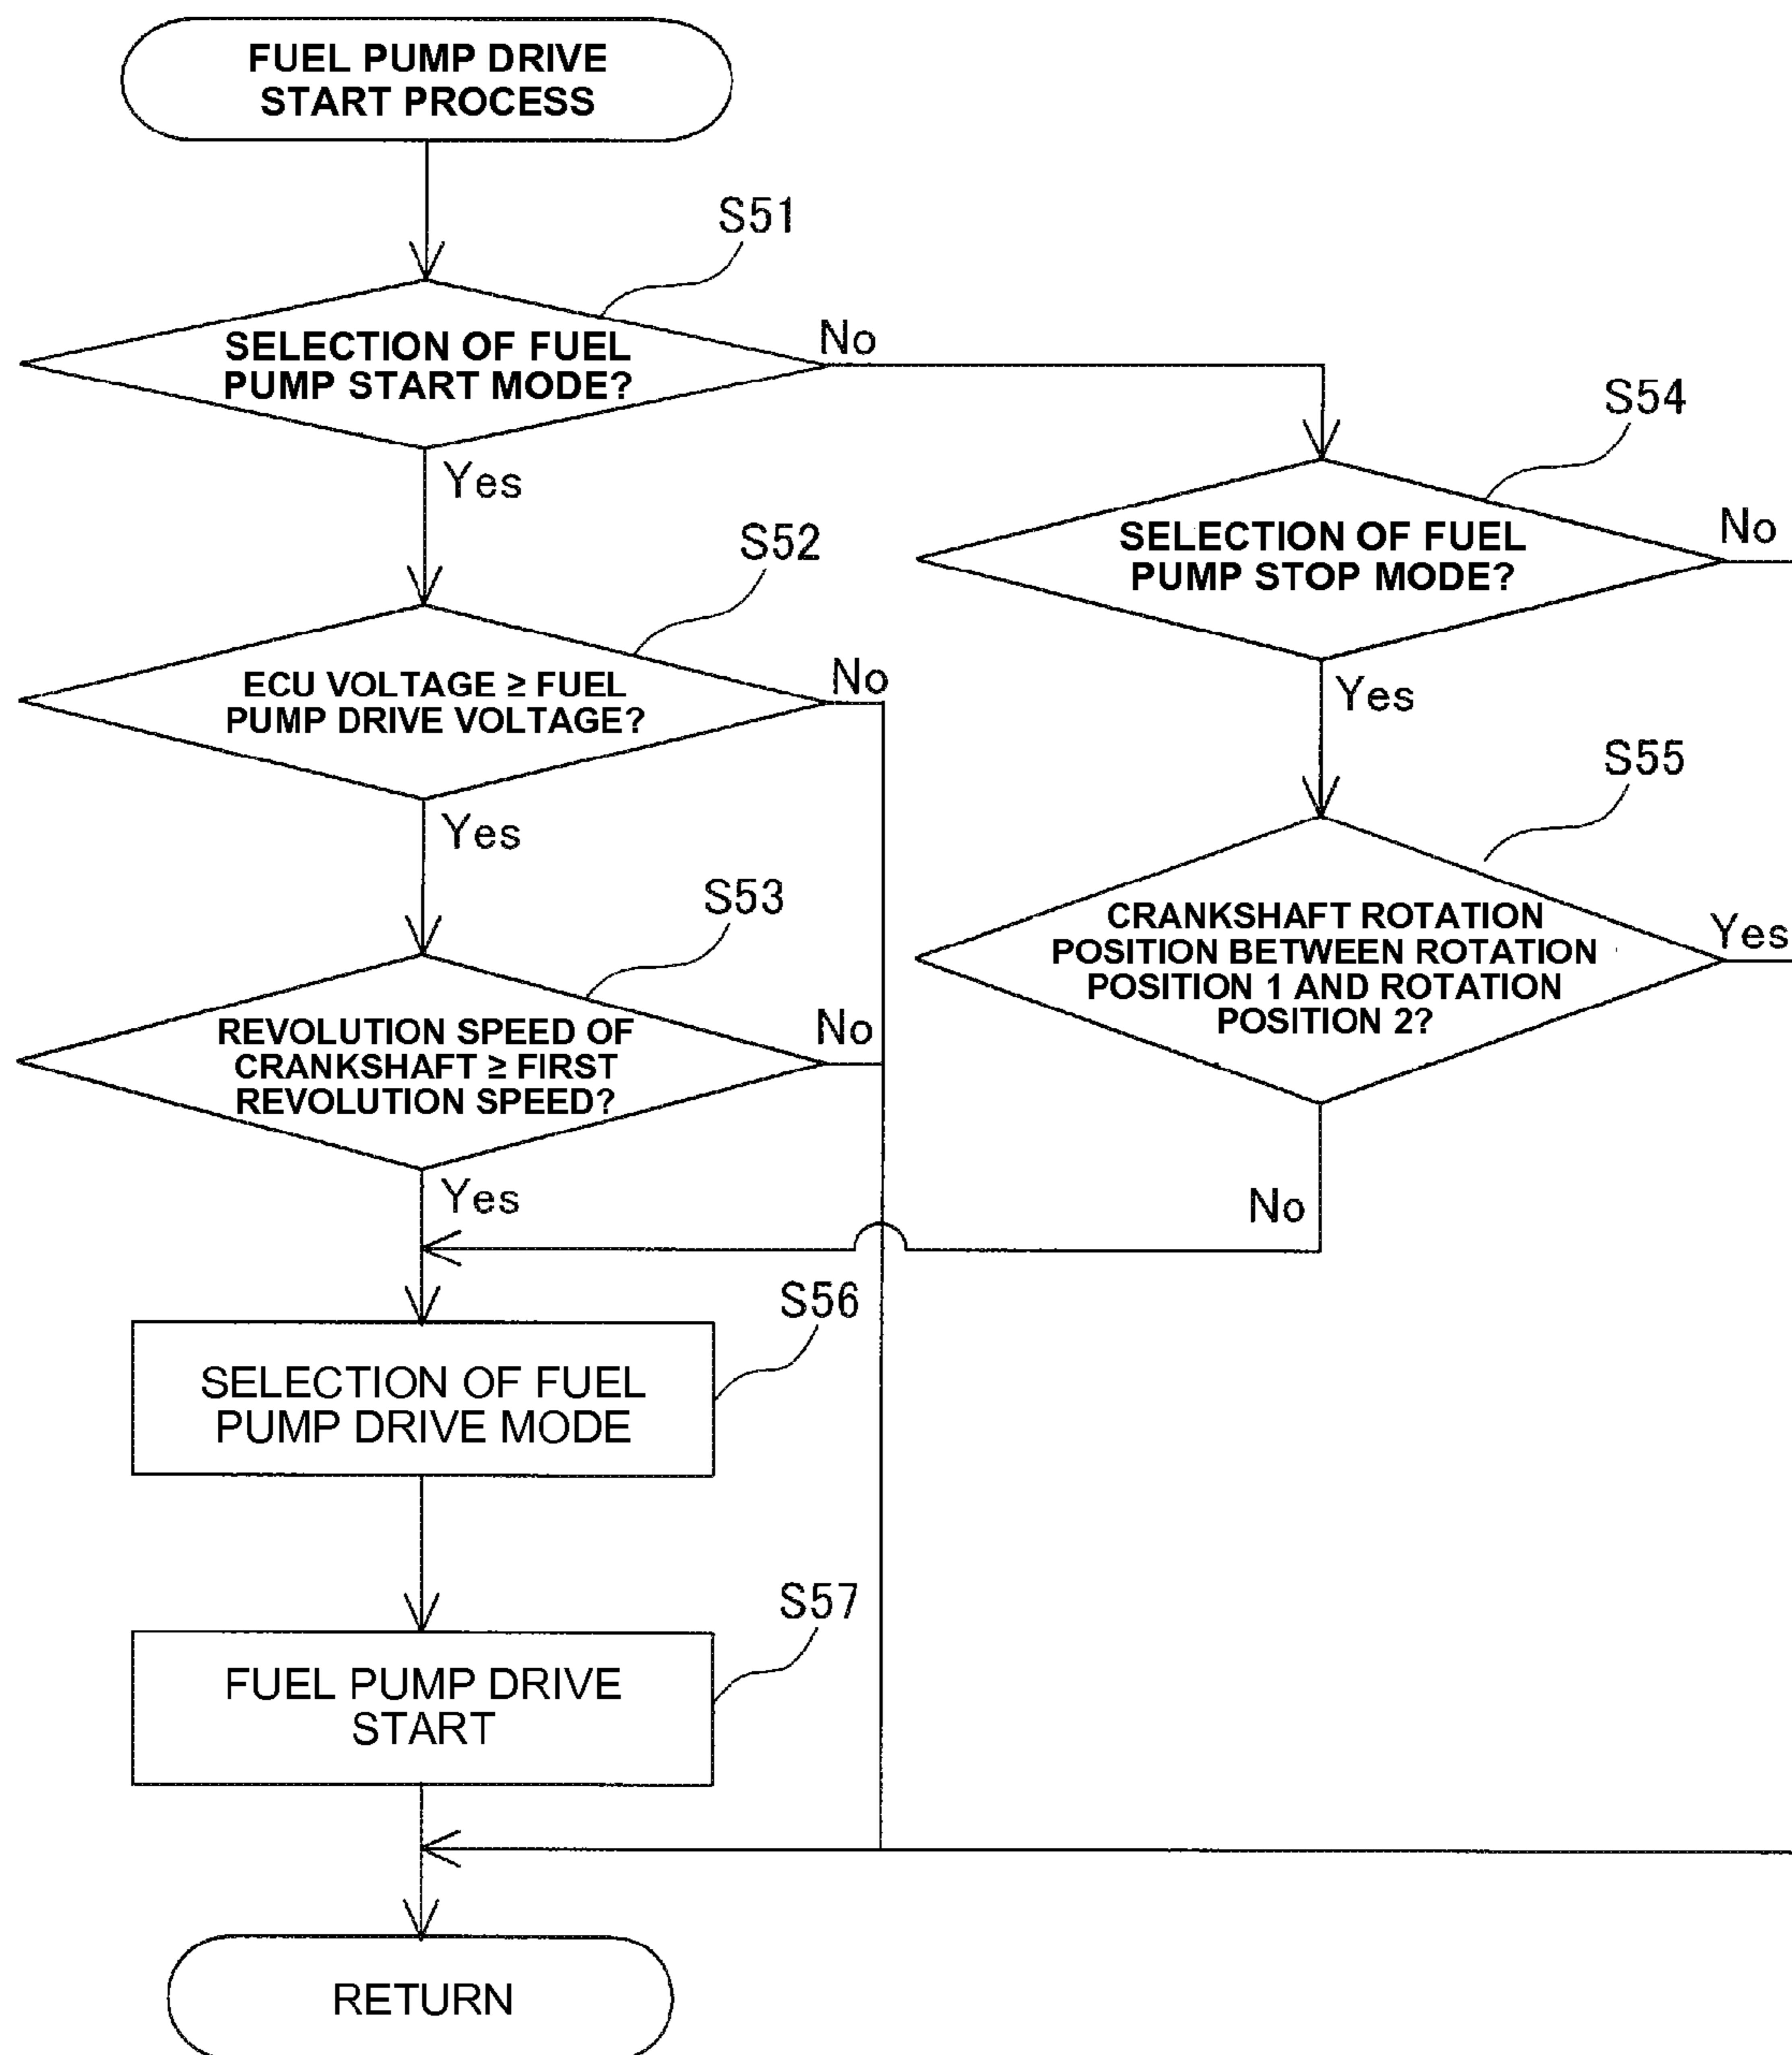 FUEL PUMP DRIVE
START PROCESS
S51
SELECTION OF FUEL
PUMP START MODE?
No
Yes
S54
SELECTION OF FUEL
PUMP STOP MODE?
No
Yes
S52
ECU VOLTAGE ≥ FUEL
PUMP DRIVE VOLTAGE?
No
Yes
S55
CRANKSHAFT ROTATION
POSITION BETWEEN ROTATION
POSITION 1 AND ROTATION
POSITION 2?
Yes
No
S53
REVOLUTION SPEED OF
CRANKSHAFT ≥ FIRST
REVOLUTION SPEED?
No
Yes
S56
SELECTION OF FUEL
PUMP DRIVE MODE
S57
FUEL PUMP DRIVE
START
RETURN